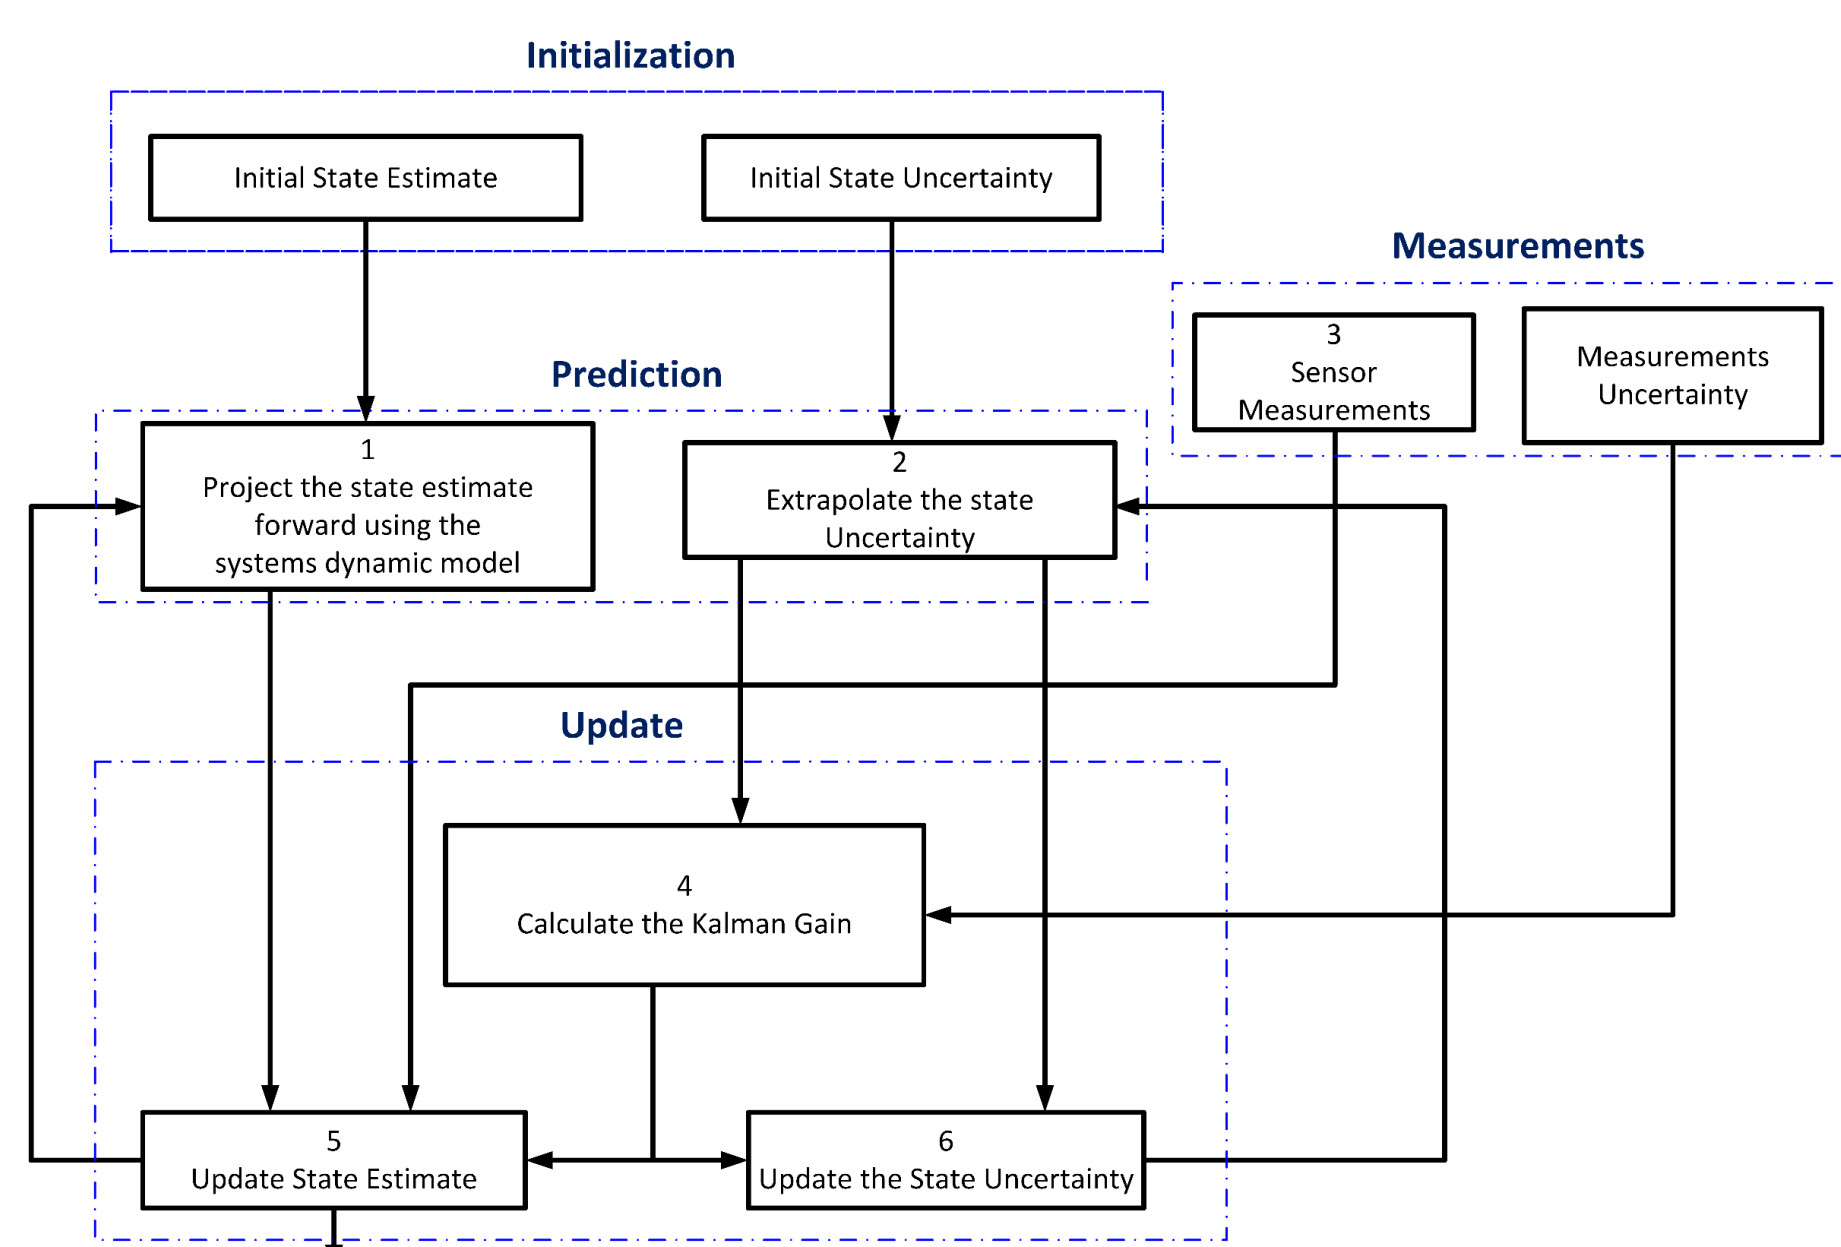 Initialization
Initial State Estimate
Initial State Uncertainty
Measurements
3
Sensor
Measurements
Measurements
Uncertainty
Prediction
1
Project the state estimate
forward using the
systems dynamic model
2
Extrapolate the state
Uncertainty
Update
4
Calculate the Kalman Gain
5
Update State Estimate
6
Update the State Uncertainty